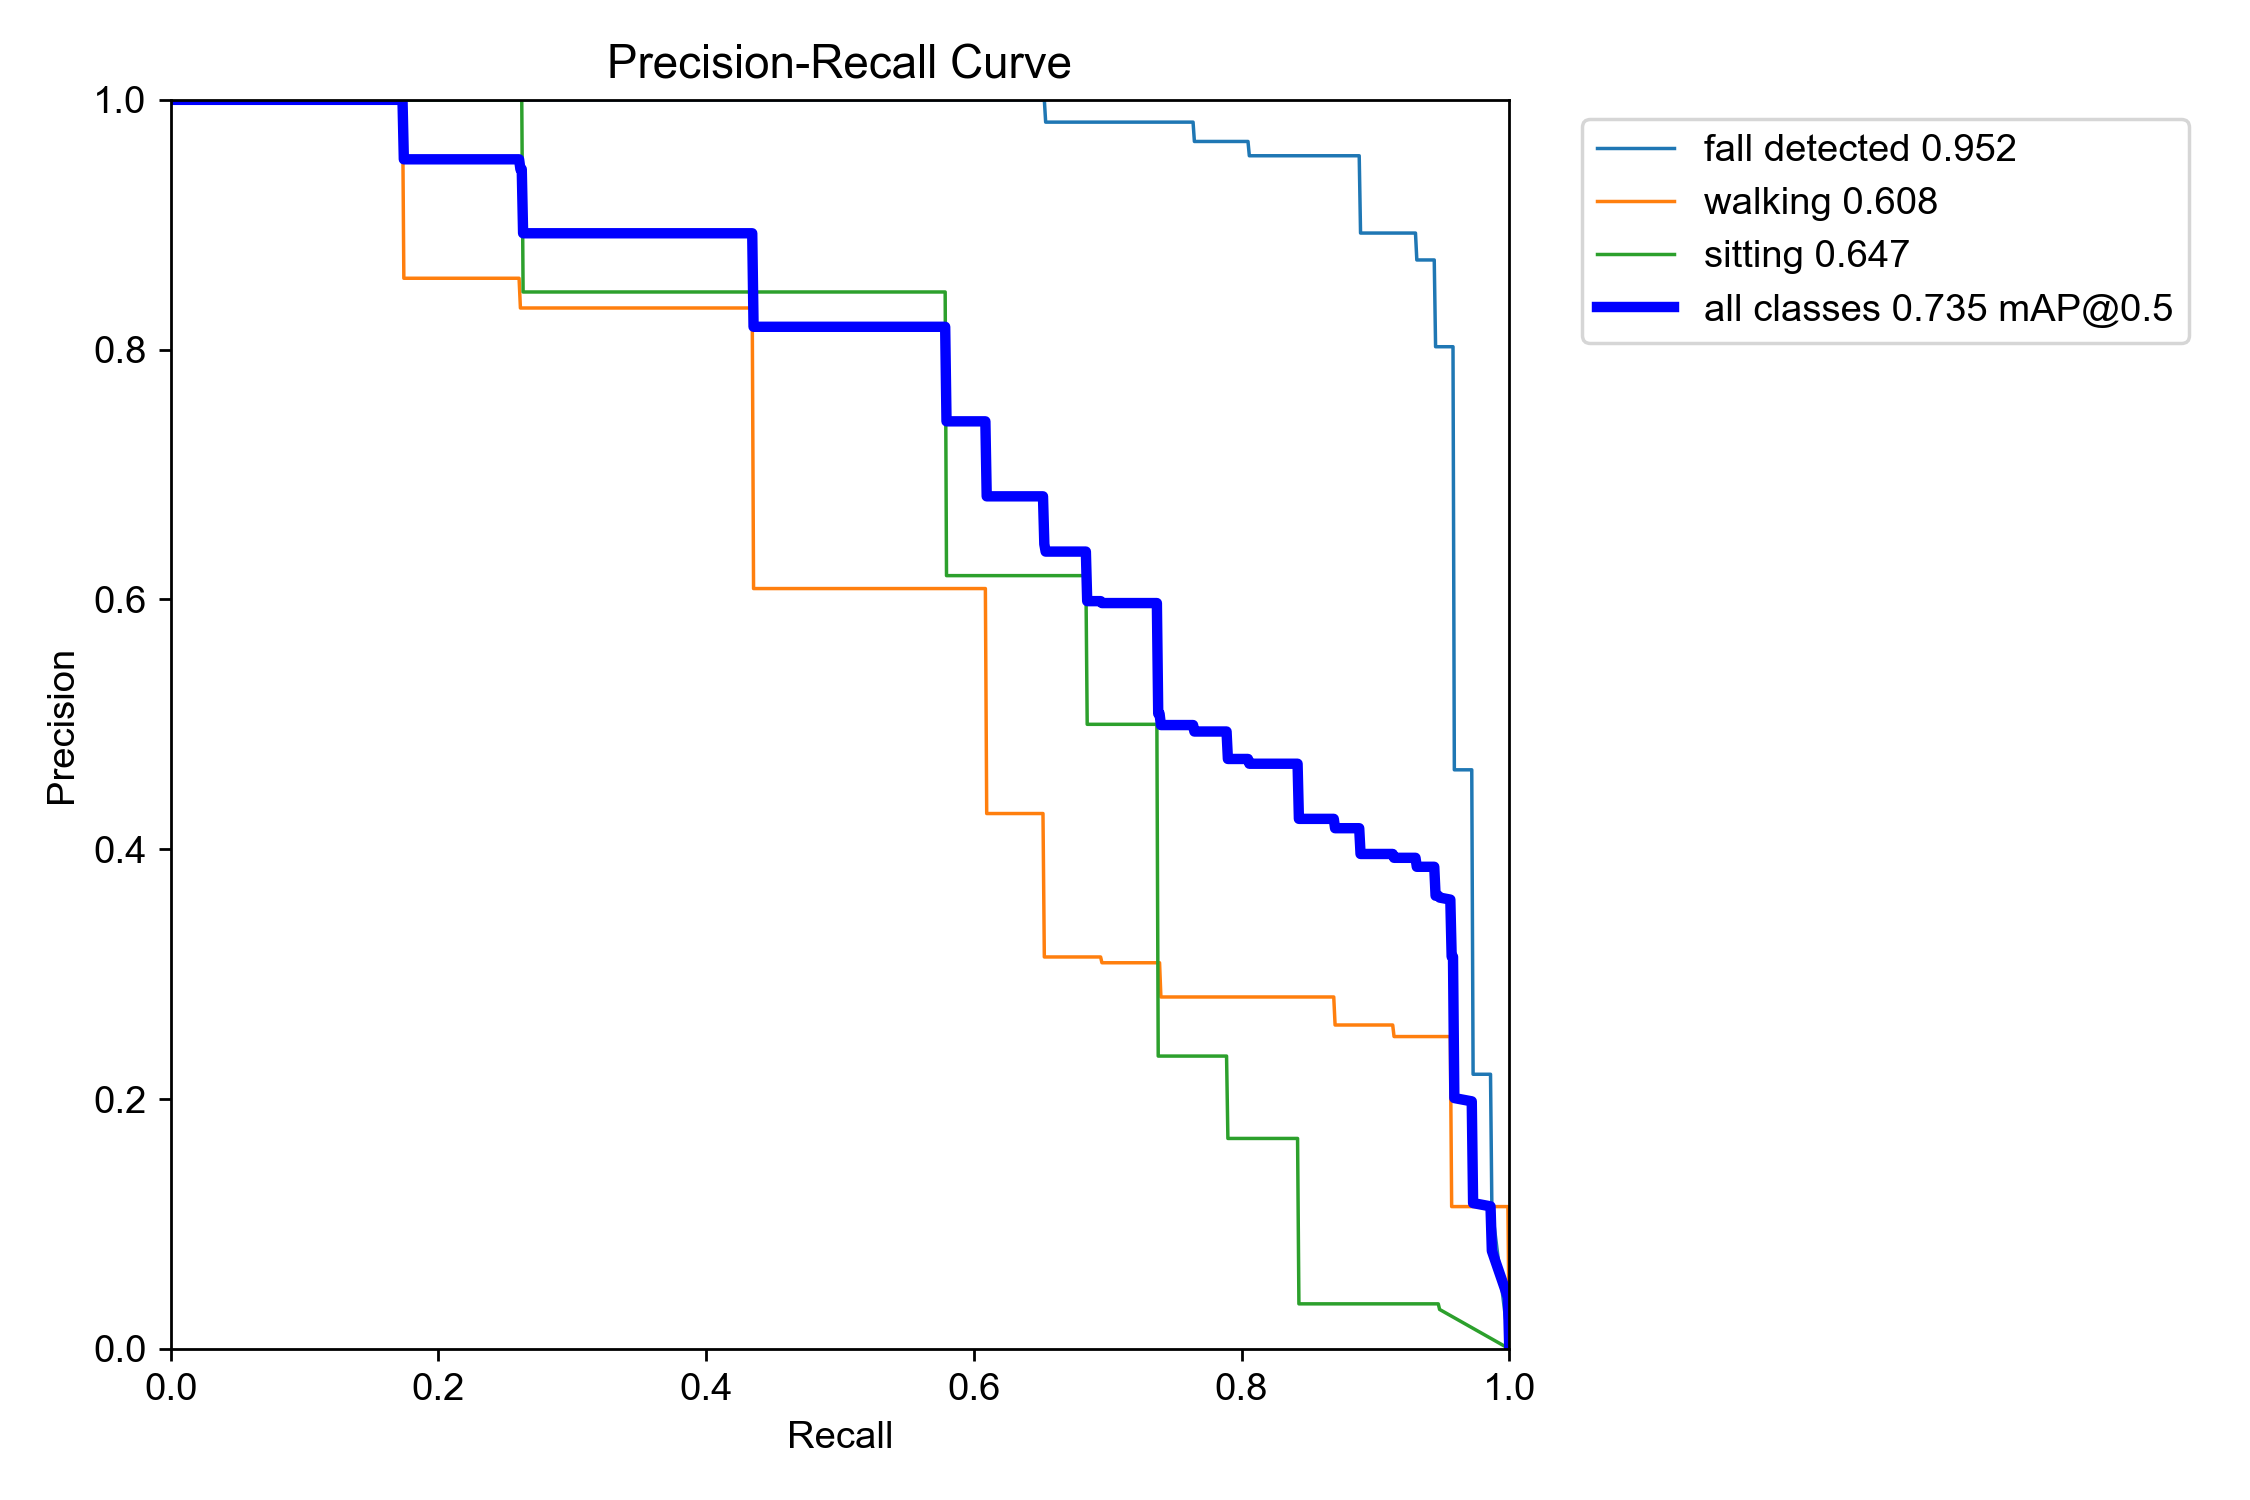 Precision-Recall Curve
1.0
0.8
0.6
0.4
0.2
0.0
Precision
0.0 0.2 0.4 0.6 0.8 1.0
Recall
fall detected 0.952
walking 0.608
sitting 0.647
all classes 0.735 mAP@0.5